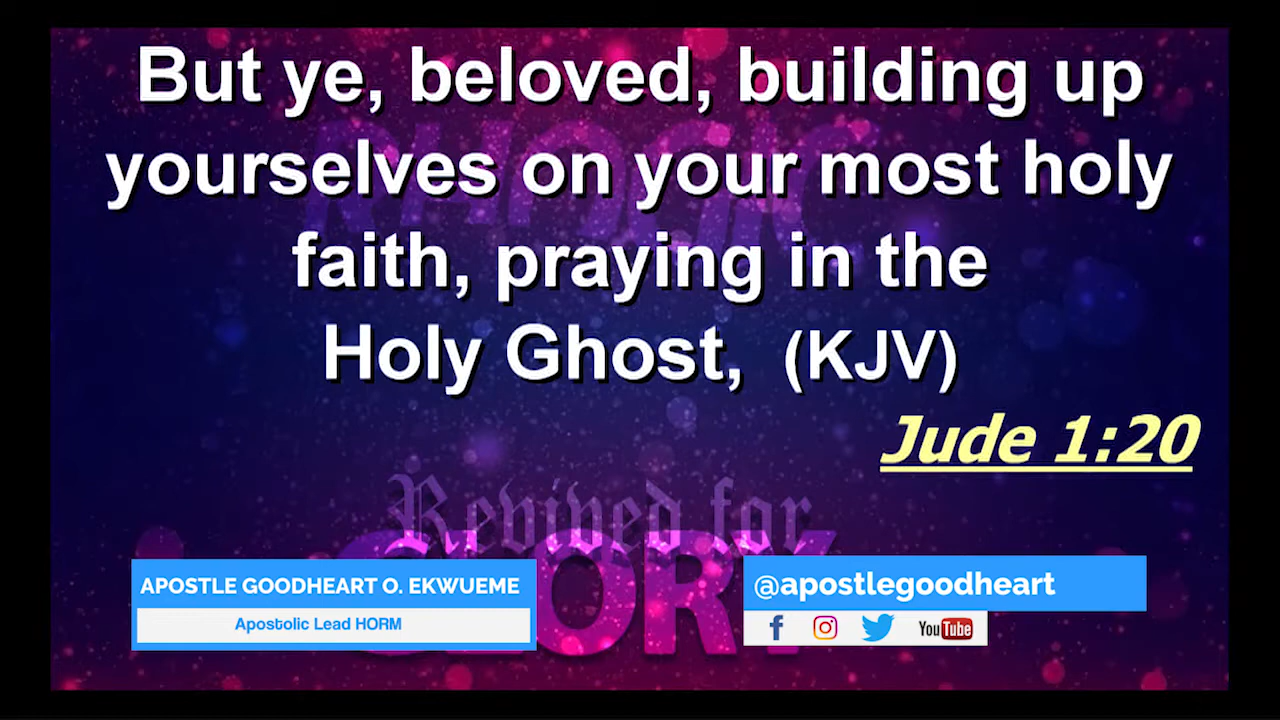 But ye, beloved, building up
yourselves on your most holy
faith, praying in the
Holy Ghost, (KJV)
Jude 1:20
Revived for
GLORY
APOSTLE GOODHEART O. EKWUEME
Apostolic Lead HORM
@apostlegoodheart
YouTube